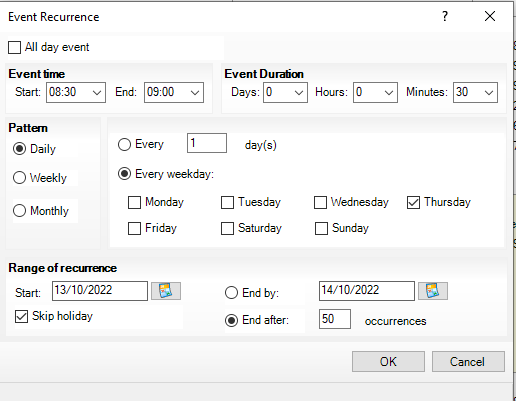 Event Recurrence ?
All day event
Event time
Start: 08:30 End: 09:00
Event Duration
Days: 0 Hours: 0 Minutes: 30
Pattern
Daily
Weekly
Monthly
Every 1 day(s)
Every weekday:
Monday Tuesday Wednesday Thursday
Friday Saturday Sunday
Range of recurrence
Start: 13/10/2022
Skip holiday
End by: 14/10/2022
End after: 50 occurrences
OK Cancel